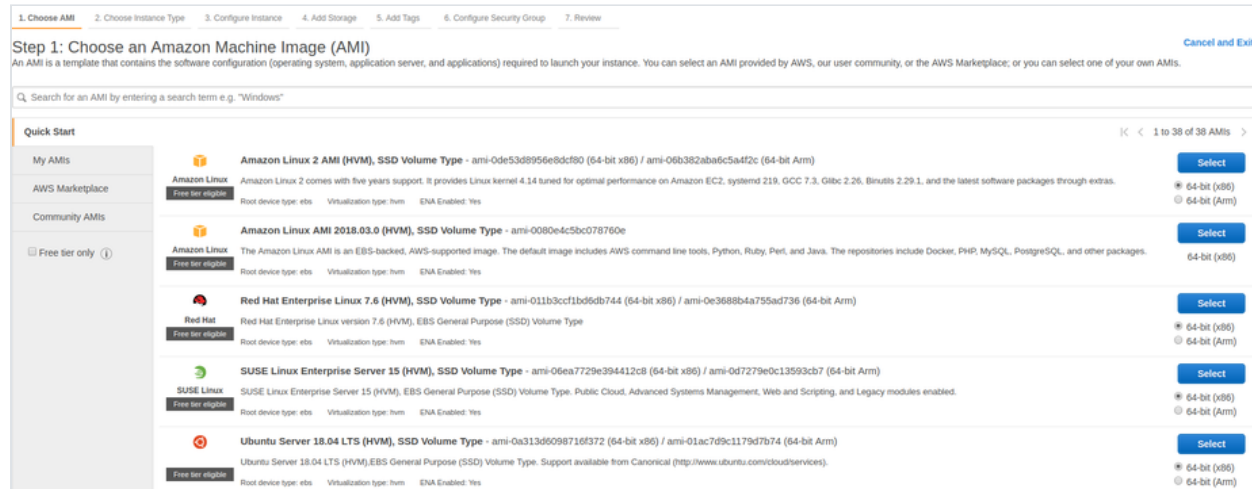 1. Choose AMI 2. Choose Instance Type 3. Configure Instance 4. Add Storage 5. Add Tags 6. Configure Security Group 7. Review
Step 1: Choose an Amazon Machine Image (AMI)
Cancel and Exit
An AMI is a template that contains the software configuration (operating system, application server, and applications) required to launch your instance. You can select an AMI provided by AWS, our user community, or the AWS Marketplace; or you can select one of your own AMIs.
Search for an AMI by entering a search term e.g. "Windows"
Quick Start
1 to 38 of 38 AMIs
My AMIs
AWS Marketplace
Community AMIs
Free tier only
Amazon Linux
Free tier eligible
Amazon Linux 2 AMI (HVM), SSD Volume Type - ami-0de53d8956e8dcf80 (64-bit x86) / ami-06b382aba6c5a4f2c (64-bit Arm)
Amazon Linux 2 comes with five years support. It provides Linux kernel 4.14 tuned for optimal performance on Amazon EC2, systemd 219, GCC 7.3, Glibc 2.26, Binutils 2.29.1, and the latest software packages through extras.
Root device type: ebs Virtualization type: hvm ENA Enabled: Yes
Select
64-bit (x86)
64-bit (Arm)
Amazon Linux
Free tier eligible
Amazon Linux AMI 2018.03.0 (HVM), SSD Volume Type - ami-0080e4c5bc078760e
The Amazon Linux AMI is an EBS-backed, AWS-supported image. The default image includes AWS command line tools, Python, Ruby, Perl, and Java. The repositories include Docker, PHP, MySQL, PostgreSQL, and other packages.
Root device type: ebs Virtualization type: hvm ENA Enabled: Yes
Select
64-bit (x86)
Red Hat
Free tier eligible
Red Hat Enterprise Linux 7.6 (HVM), SSD Volume Type - ami-011b3ccf1bd6db744 (64-bit x86) / ami-0e3688b4a755ad736 (64-bit Arm)
Red Hat Enterprise Linux version 7.6 (HVM), EBS General Purpose (SSD) Volume Type
Root device type: ebs Virtualization type: hvm ENA Enabled: Yes
Select
64-bit (x86)
64-bit (Arm)
SUSE Linux
Free tier eligible
SUSE Linux Enterprise Server 15 (HVM), SSD Volume Type - ami-06ea7729e394412c8 (64-bit x86) / ami-0d7279e0c13593cb7 (64-bit Arm)
SUSE Linux Enterprise Server 15 (HVM), EBS General Purpose (SSD) Volume Type. Public Cloud, Advanced Systems Management, Web and Scripting, and Legacy modules enabled.
Root device type: ebs Virtualization type: hvm ENA Enabled: Yes
Select
64-bit (x86)
64-bit (Arm)
Free tier eligible
Ubuntu Server 18.04 LTS (HVM), SSD Volume Type - ami-0a313d6098716f372 (64-bit x86) / ami-01ac7d9c1179d7b74 (64-bit Arm)
Ubuntu Server 18.04 LTS (HVM),EBS General Purpose (SSD) Volume Type. Support available from Canonical (http://www.ubuntu.com/cloud/services).
Root device type: ebs Virtualization type: hvm ENA Enabled: Yes
Select
64-bit (x86)
64-bit (Arm)